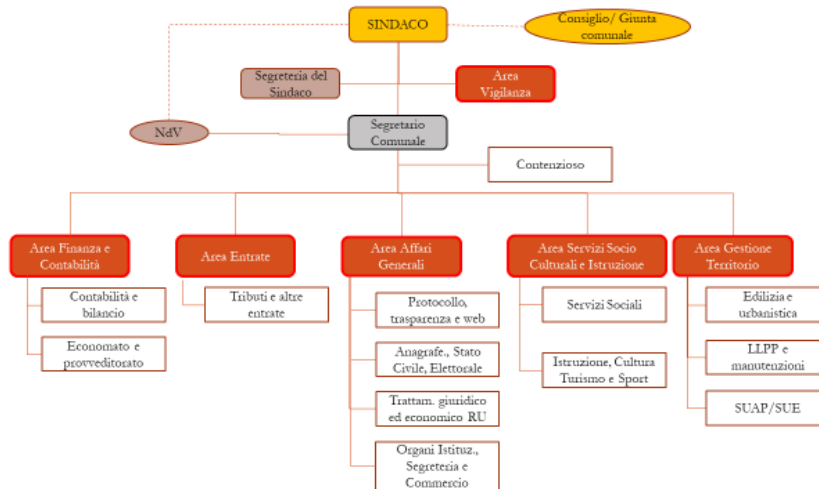 SINDACO
Consiglio/ Giunta
comunale
Segreteria del
Sindaco
Area
Vigilanza
NdV
Segretario
Comunale
Contenzioso
Area Finanza e
Contabilità
Area Entrate
Area Affari
Generali
Area Servizi Socio
Culturali e Istruzione
Area Gestione
Territorio
Contabilità e
bilancio
Economato e
provveditorato
Tributi e altre
entrate
Protocollo,
trasparenza e web
Anagrafe., Stato
Civile, Elettorale
Trattam. giuridico
ed economico RU
Organi Istituz.,
Segreteria e
Commercio
Servizi Sociali
Istruzione, Cultura
Turismo e Sport
Edilizia e
urbanistica
LLPP e
manutenzioni
SUAP/SUE